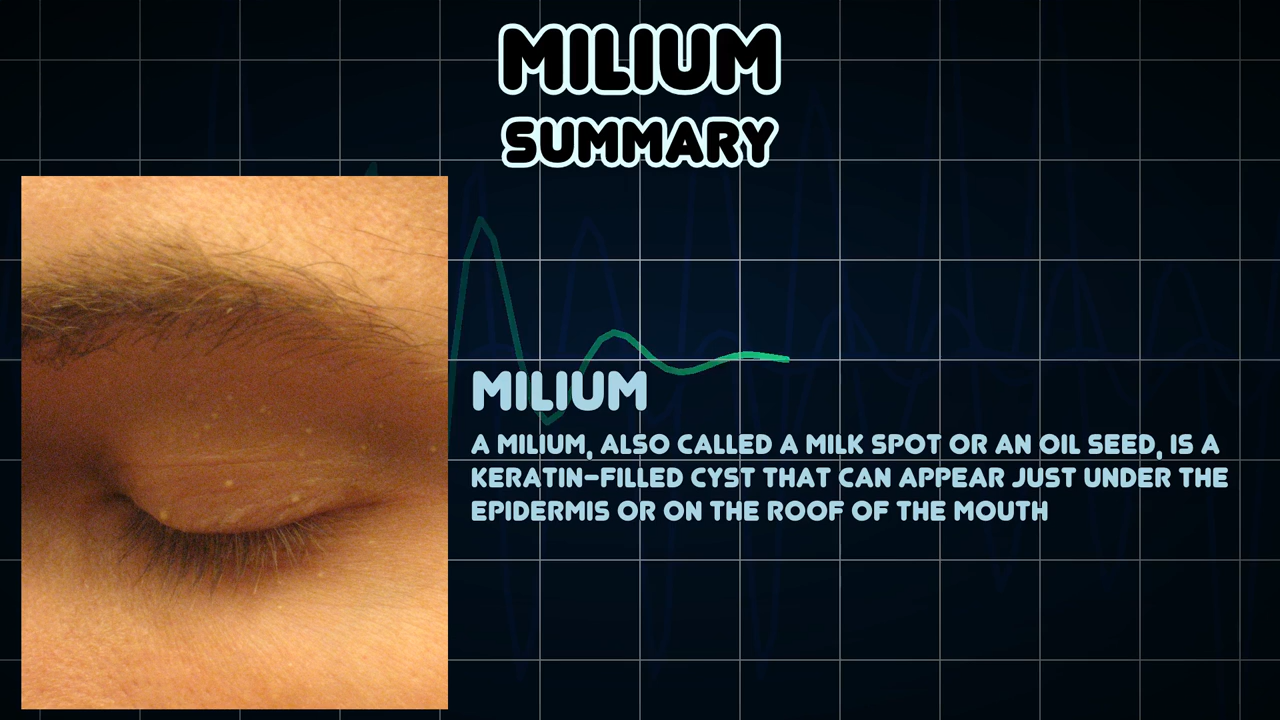 MILIUM
SUMMARY
MILIUM
A MILIUM, ALSO CALLED A MILK SPOT OR AN OIL SEED, IS A
KERATIN-FILLED CYST THAT CAN APPEAR JUST UNDER THE
EPIDERMIS OR ON THE ROOF OF THE MOUTH